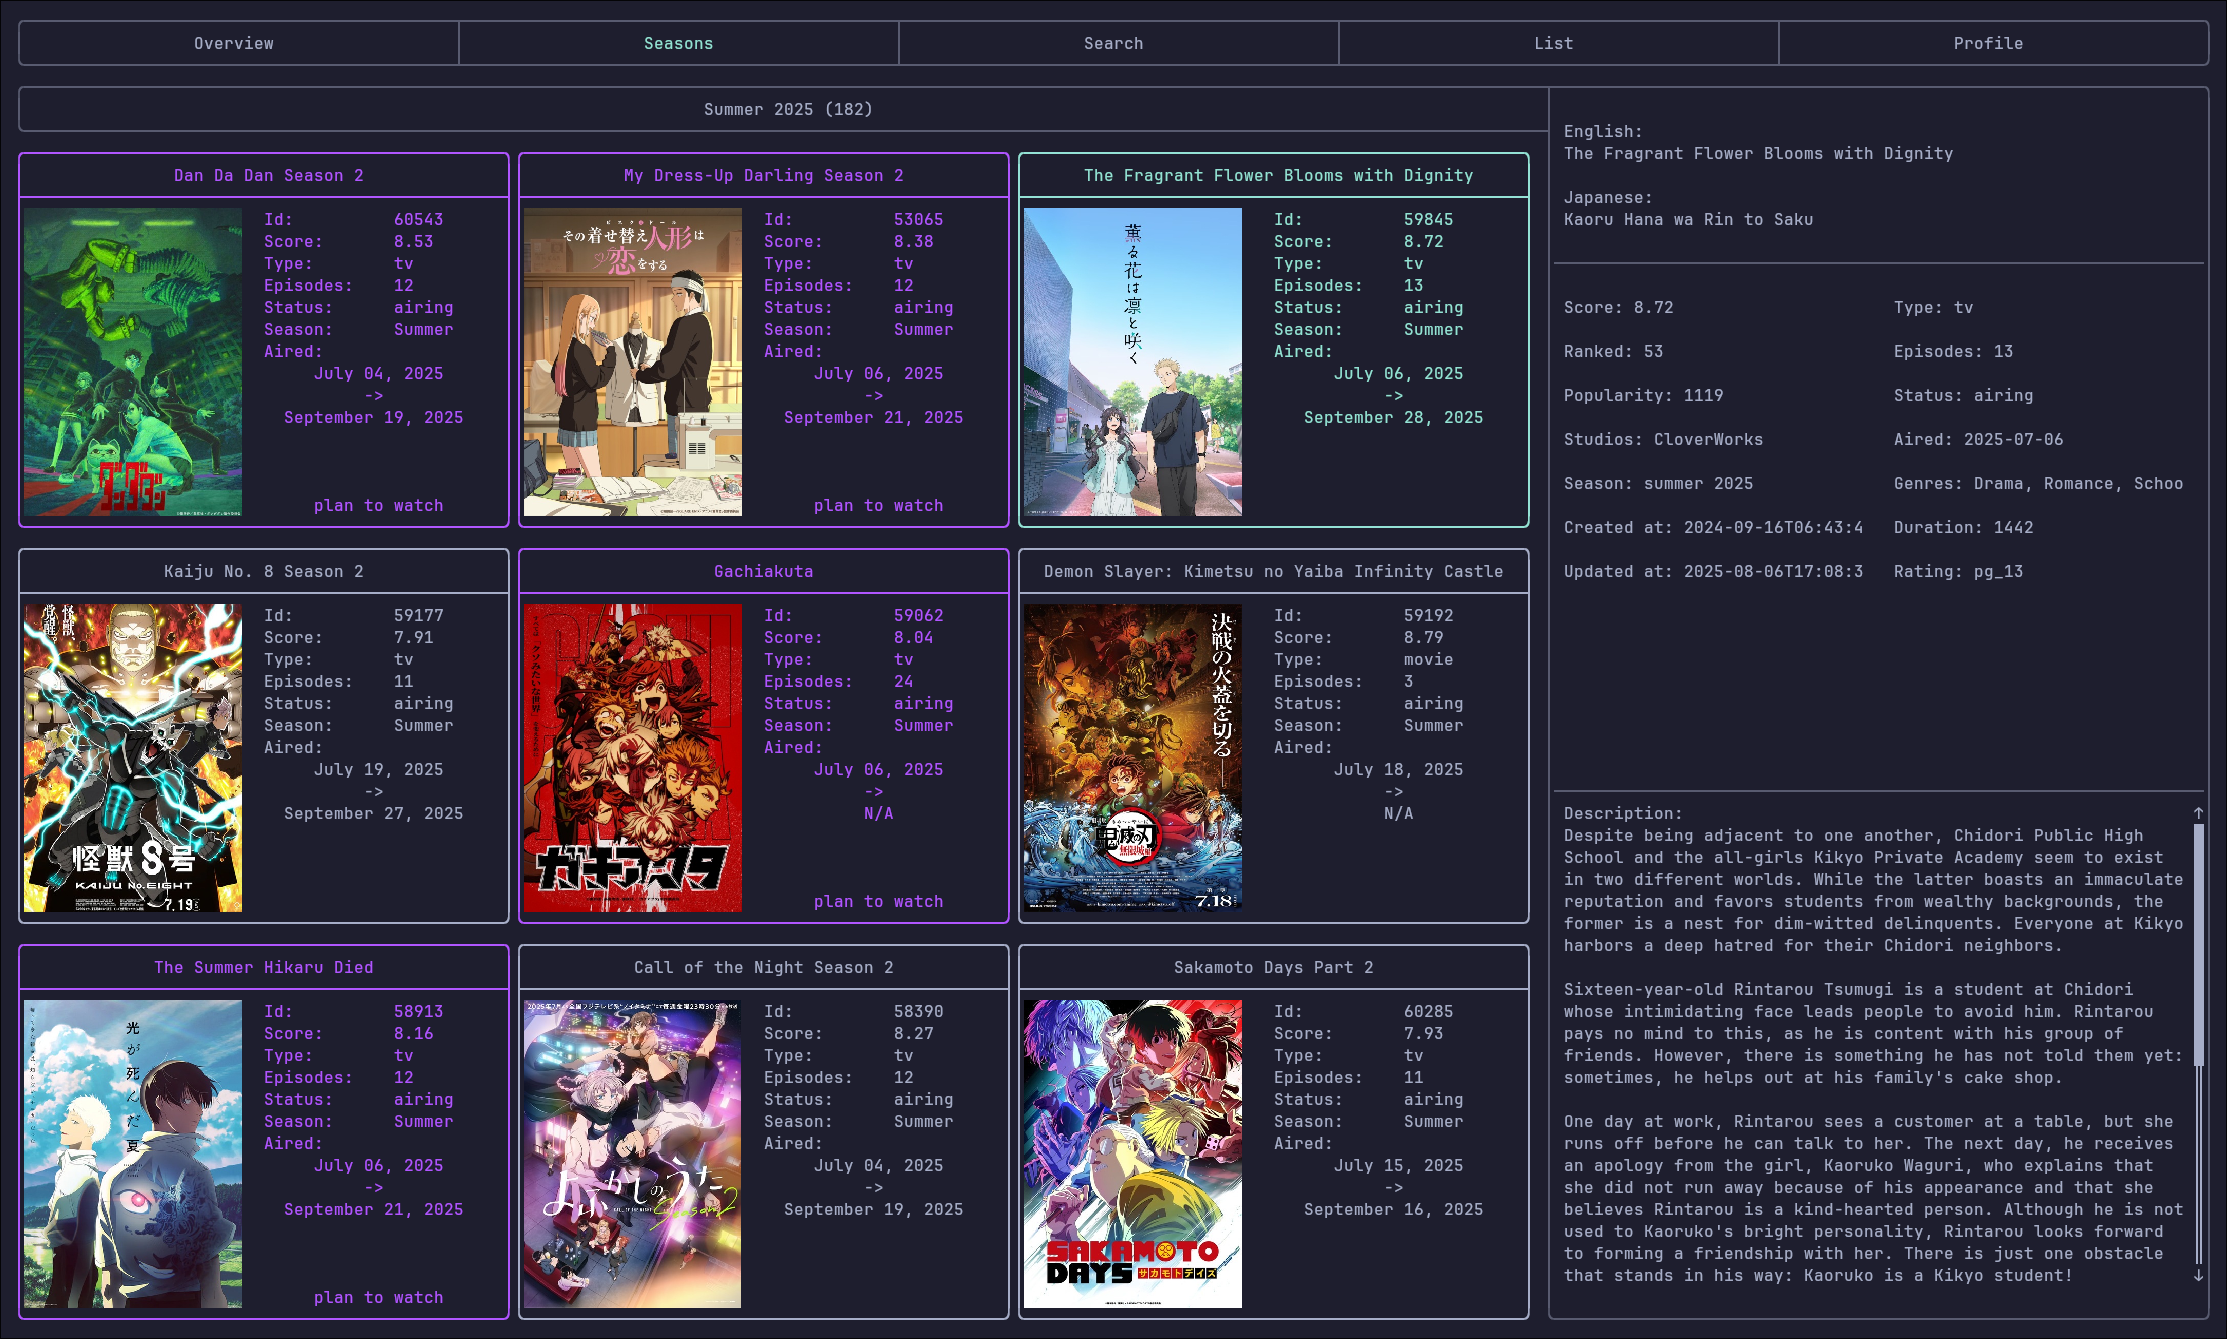 Overview
Seasons
Search
List
Profile
Summer 2025 (182)
Dan Da Dan Season 2
Id: 60543
Score: 8.53
Type: tv
Episodes: 12
Status: airing
Season: Summer
Aired:
July 04, 2025
->
September 19, 2025
plan to watch
ダンダダン
My Dress-Up Darling Season 2
その着せ替え人形は
恋をする
Id: 53065
Score: 8.38
Type: tv
Episodes: 12
Status: airing
Season: Summer
Aired:
July 06, 2025
->
September 21, 2025
plan to watch
The Fragrant Flower Blooms with Dignity
薫る花は凛と咲く
Id: 59845
Score: 8.72
Type: tv
Episodes: 13
Status: airing
Season: Summer
Aired:
July 06, 2025
->
September 28, 2025
Kaiju No. 8 Season 2
怪獣、
覚醒。
怪獣8号
KAIJU No.EIGHT
7.19
Id: 59177
Score: 7.91
Type: tv
Episodes: 11
Status: airing
Season: Summer
Aired:
July 19, 2025
->
September 27, 2025
Gachiakuta
クソみたいな世界
ガチアクタ
Id: 59062
Score: 8.04
Type: tv
Episodes: 24
Status: airing
Season: Summer
Aired:
July 06, 2025
->
N/A
plan to watch
Demon Slayer: Kimetsu no Yaiba Infinity Castle
決戦の火蓋を切る
鬼滅の刃
無限城編
7.18
Id: 59192
Score: 8.79
Type: movie
Episodes: 3
Status: airing
Season: Summer
Aired:
July 18, 2025
->
N/A
The Summer Hikaru Died
光が死んだ夏
Id: 58913
Score: 8.16
Type: tv
Episodes: 12
Status: airing
Season: Summer
Aired:
July 06, 2025
->
September 21, 2025
plan to watch
Call of the Night Season 2
よふかしのうた
Season2
Id: 58390
Score: 8.27
Type: tv
Episodes: 12
Status: airing
Season: Summer
Aired:
July 04, 2025
->
September 19, 2025
Sakamoto Days Part 2
SAKAMOTO
DAYS サカモトデイズ
Id: 60285
Score: 7.93
Type: tv
Episodes: 11
Status: airing
Season: Summer
Aired:
July 15, 2025
->
September 16, 2025
English:
The Fragrant Flower Blooms with Dignity
Japanese:
Kaoru Hana wa Rin to Saku
Score: 8.72
Type: tv
Ranked: 53
Episodes: 13
Popularity: 1119
Status: airing
Studios: CloverWorks
Aired: 2025-07-06
Season: summer 2025
Genres: Drama, Romance, Schoo
Created at: 2024-09-16T06:43:4
Duration: 1442
Updated at: 2025-08-06T17:08:3
Rating: pg_13
Description:
Despite being adjacent to one another, Chidori Public High
School and the all-girls Kikyo Private Academy seem to exist
in two different worlds. While the latter boasts an immaculate
reputation and favors students from wealthy backgrounds, the
former is a nest for dim-witted delinquents. Everyone at Kikyo
harbors a deep hatred for their Chidori neighbors.
Sixteen-year-old Rintarou Tsumugi is a student at Chidori
whose intimidating face leads people to avoid him. Rintarou
pays no mind to this, as he is content with his group of
friends. However, there is something he has not told them yet:
sometimes, he helps out at his family's cake shop.
One day at work, Rintarou sees a customer at a table, but she
runs off before he can talk to her. The next day, he receives
an apology from the girl, Kaoruko Waguri, who explains that
she did not run away because of his appearance and that she
believes Rintarou is a kind-hearted person. Although he is not
used to Kaoruko's bright personality, Rintarou looks forward
to forming a friendship with her. There is just one obstacle
that stands in his way: Kaoruko is a Kikyo student!